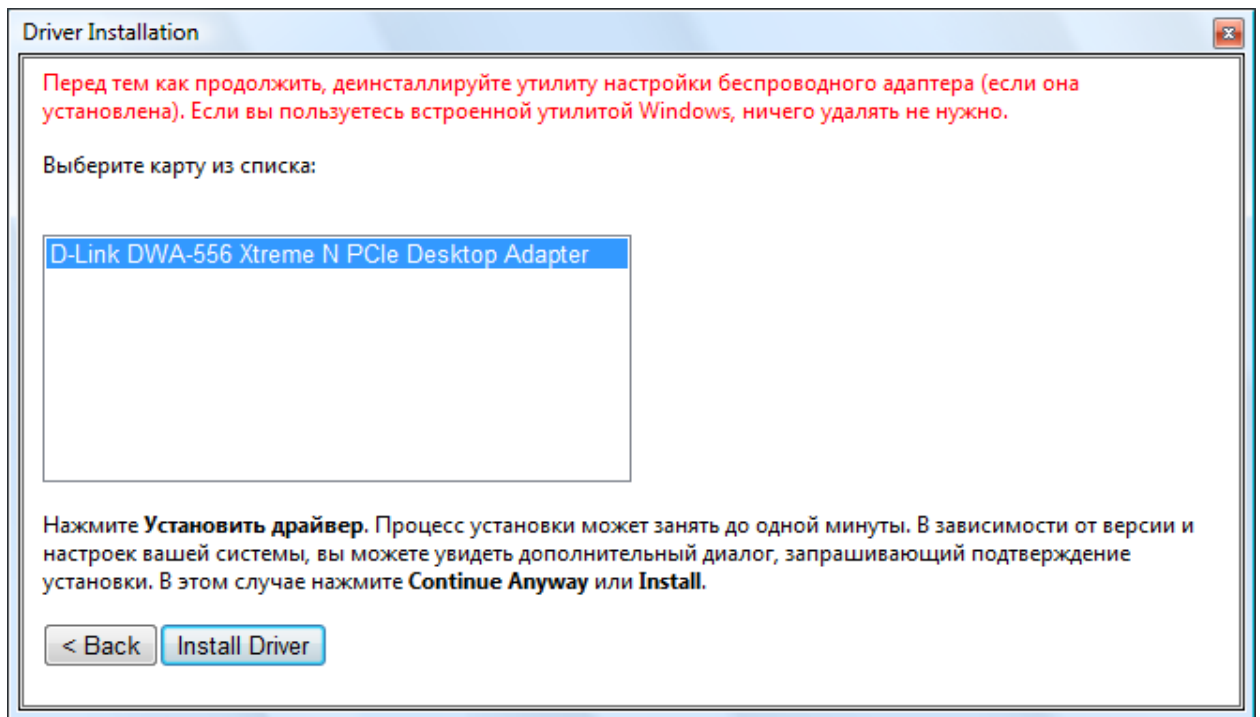 Driver Installation
Перед тем как продолжить, деинсталлируйте утилиту настройки беспроводного адаптера (если она
установлена). Если вы пользуетесь встроенной утилитой Windows, ничего удалять не нужно.
Выберите карту из списка:
D-Link DWA-556 Xtreme N PCIe Desktop Adapter
Нажмите Установить драйвер. Процесс установки может занять до одной минуты. В зависимости от версии и
настроек вашей системы, вы можете увидеть дополнительный диалог, запрашивающий подтверждение
установки. В этом случае нажмите Continue Anyway или Install.
< Back Install Driver